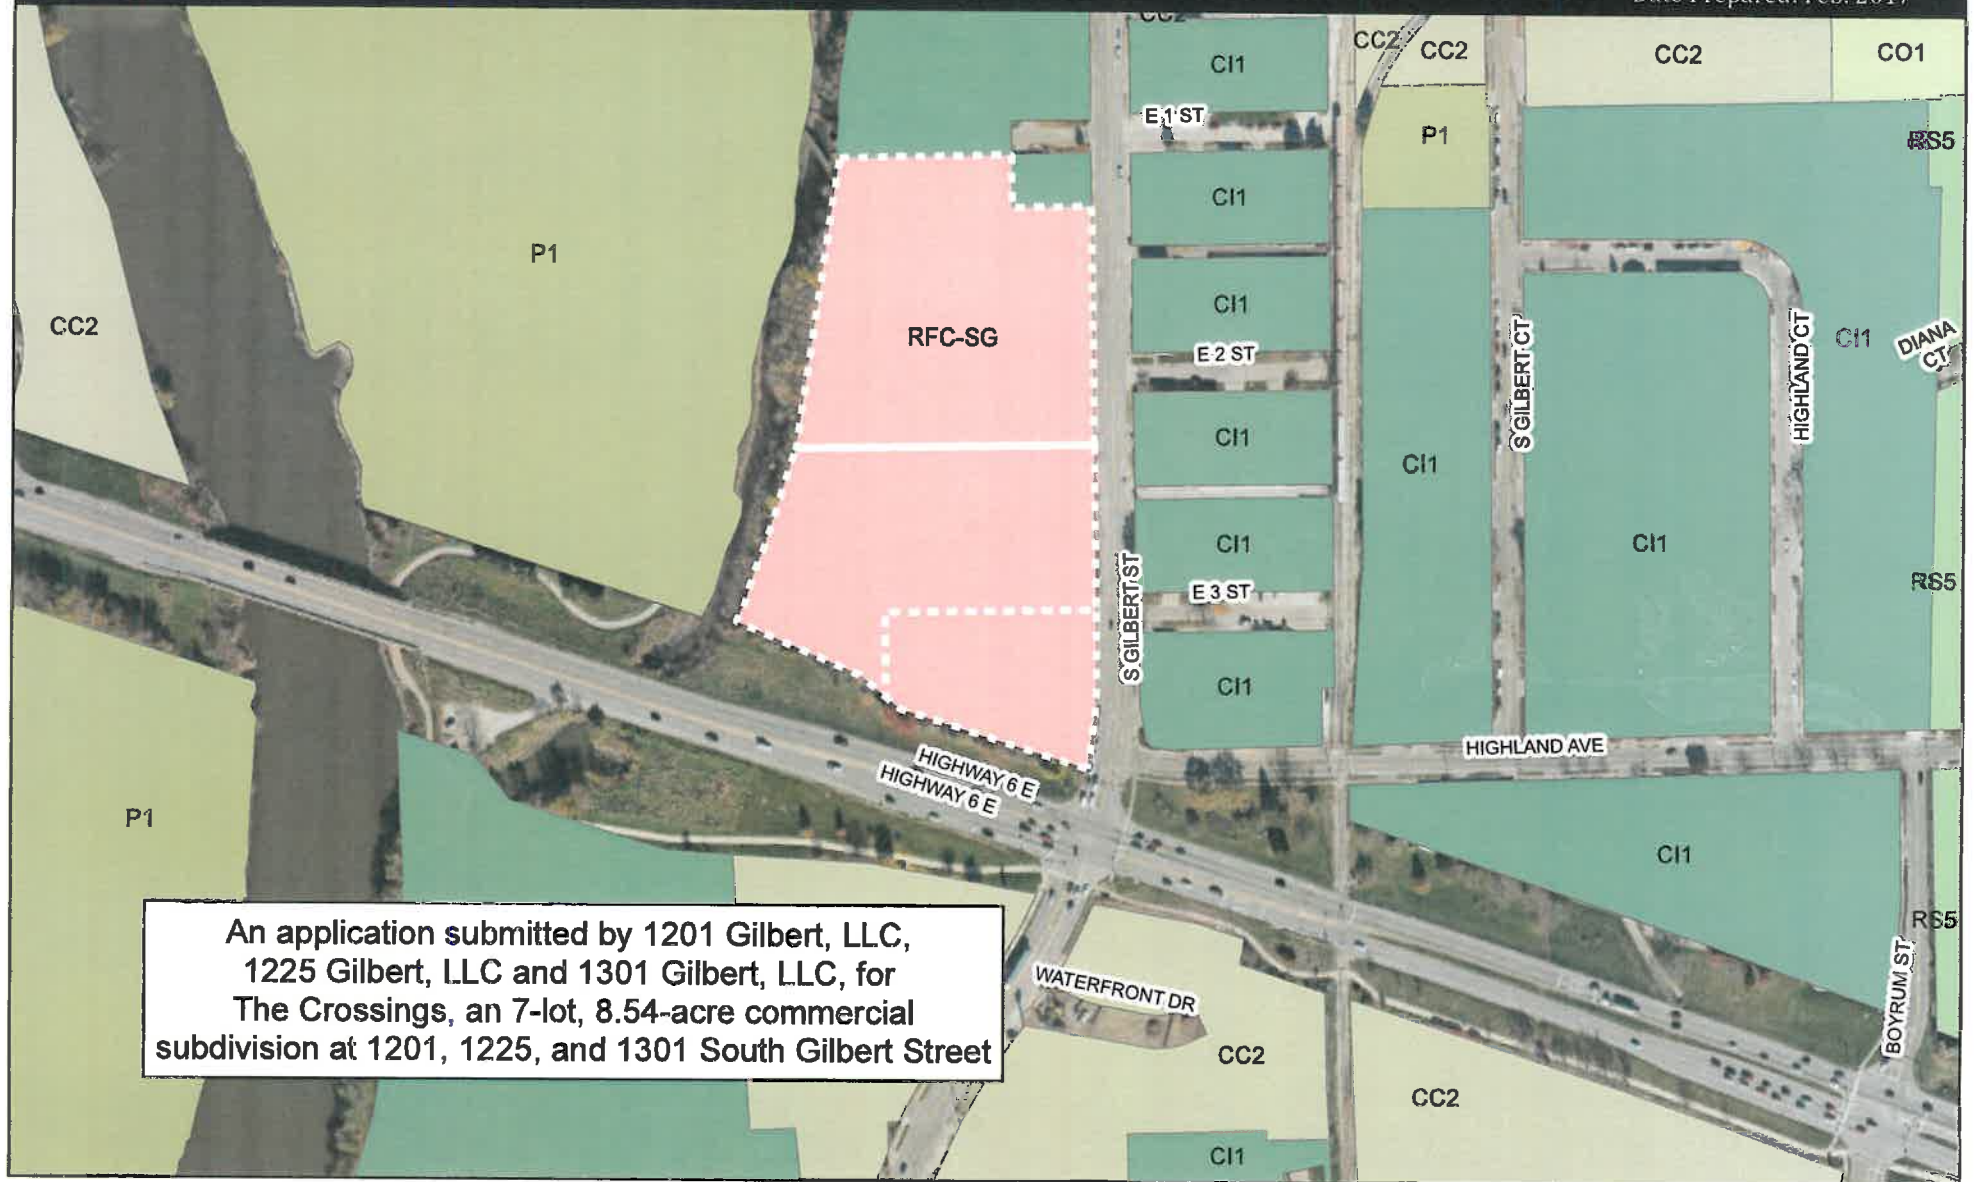 Date Prepared: Feb. 2017
CC2
CC2
CC2
CC2
CO1
CI1
E 1 ST
P1
RS5
CI1
P1
CI1
CC2
RFC-SG
E 2 ST
S GILBERT CT
HIGHLAND CT
CI1
DIANA
CT
CI1
CI1
CI1
CI1
RS5
E 3 ST
S GILBERT ST
CI1
HIGHLAND AVE
HIGHWAY 6 E
HIGHWAY 6 E
P1
CI1
An application submitted by 1201 Gilbert, LLC,
1225 Gilbert, LLC and 1301 Gilbert, LLC, for
The Crossings, an 7-lot, 8.54-acre commercial
subdivision at 1201, 1225, and 1301 South Gilbert Street
RS5
BOYRUM ST
WATERFRONT DR
CC2
CC2
CI1